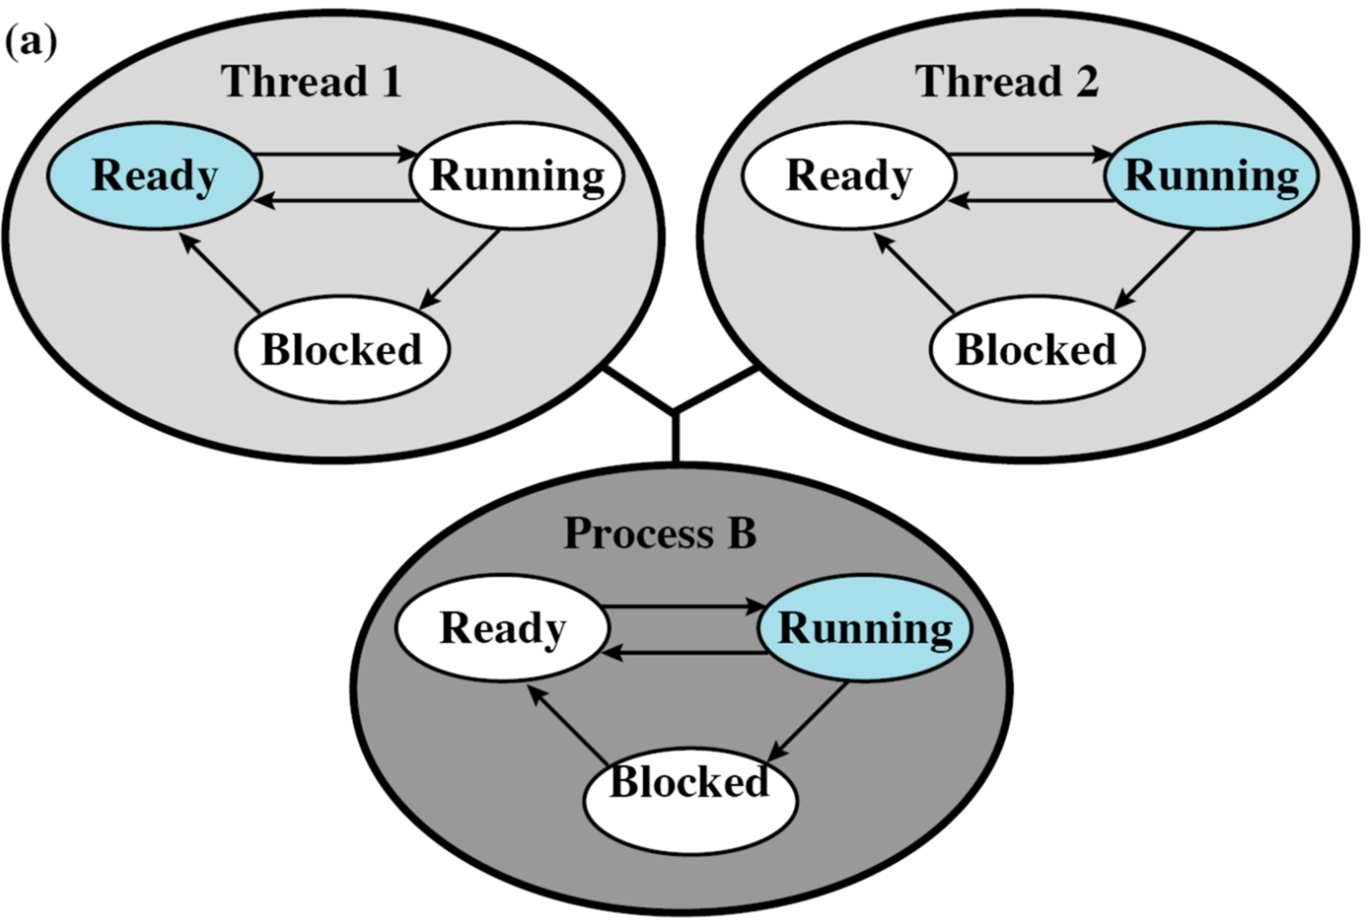 (a)
Thread 1
Ready
Running
Blocked
Thread 2
Ready
Running
Blocked
Process B
Ready
Running
Blocked